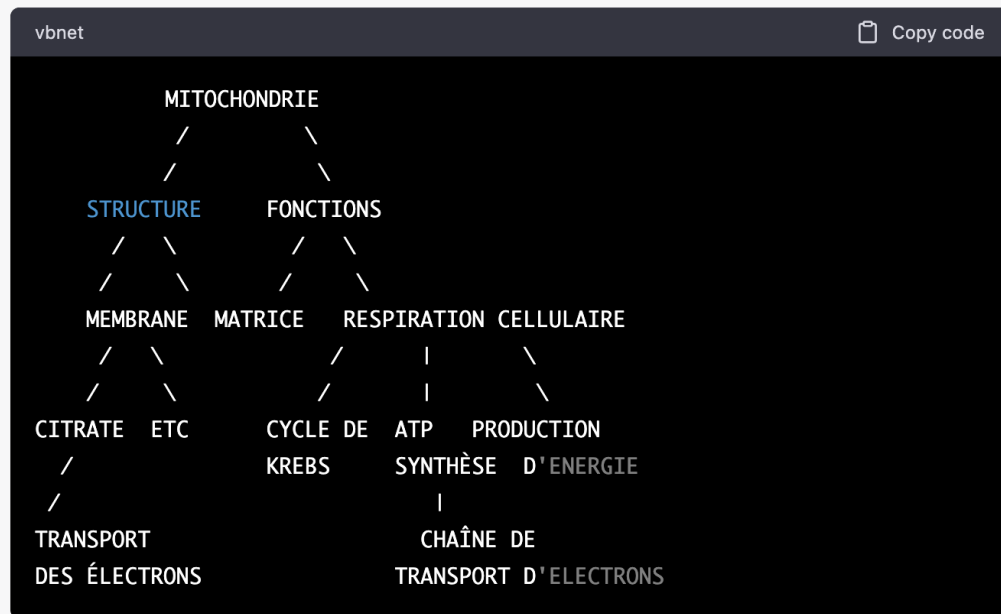 vbnet Copy code
MITOCHONDRIE
/ \
/ \
STRUCTURE FONCTIONS
/ \ / \
/ \ / \
MEMBRANE MATRICE RESPIRATION CELLULAIRE
/ \ / | \
/ \ / | \
CITRATE ETC CYCLE DE ATP PRODUCTION
/ KREBS SYNTHÈSE D'ENERGIE
/ |
TRANSPORT CHAÎNE DE
DES ÉLECTRONS TRANSPORT D'ELECTRONS